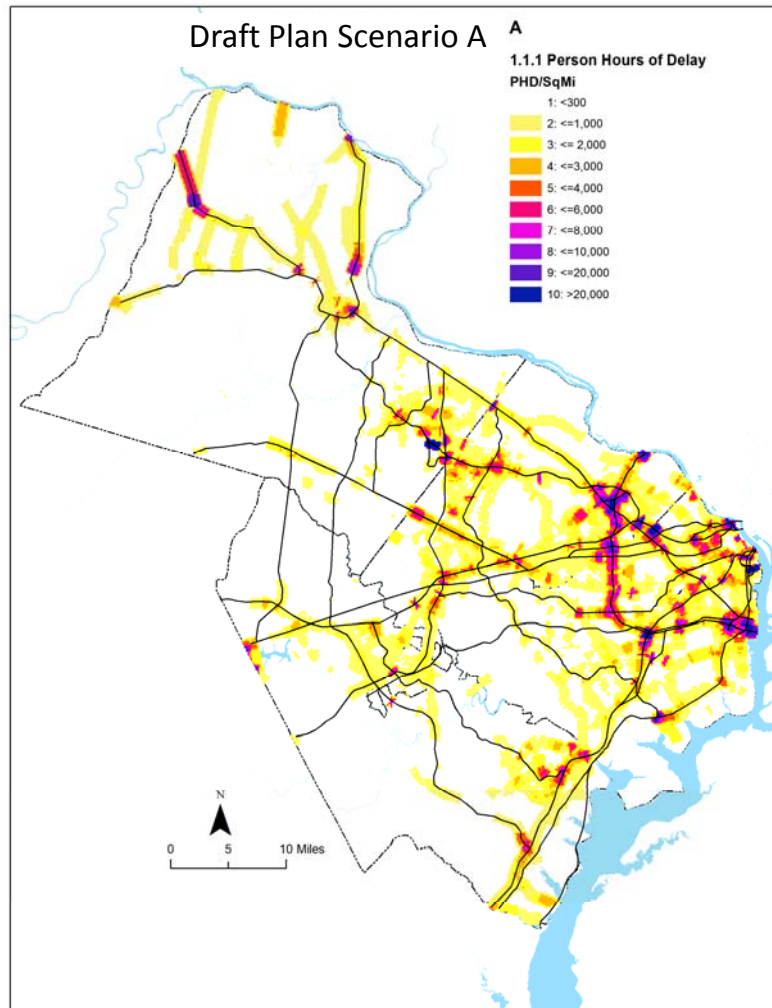 Draft Plan Scenario A
A
1.1.1 Person Hours of Delay
PHD/SqMi
1: <300
2: <=1,000
3: <= 2,000
4: <=3,000
5: <=4,000
6: <=6,000
7: <=8,000
8: <=10,000
9: <=20,000
10: >20,000
N
0 5 10 Miles